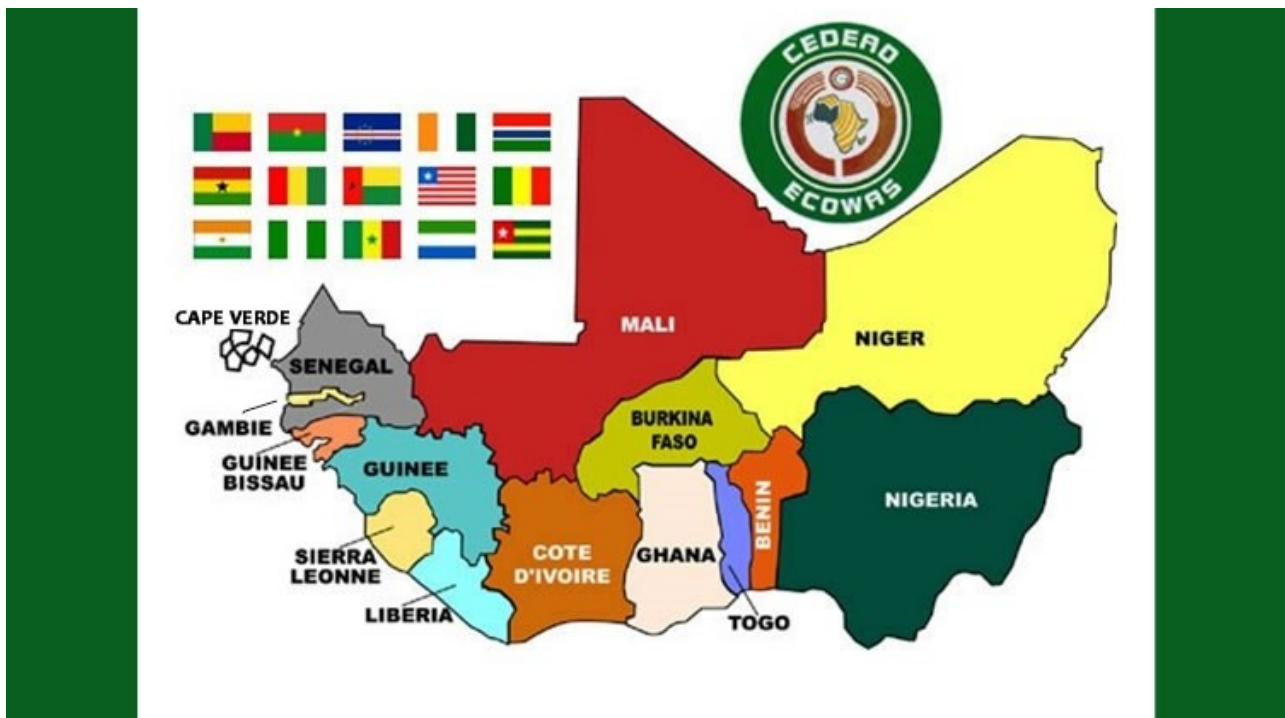 CEDEAO
ECOWAS
MALI
CAPE VERDE
NIGER
SENEGAL
BURKINA
FASO
GAMBIE
GUINEE
BISSAU
GUINEE
NIGERIA
BENIN
SIERRA
LEONNE
COTE
D'IVOIRE
GHANA
LIBERIA
TOGO